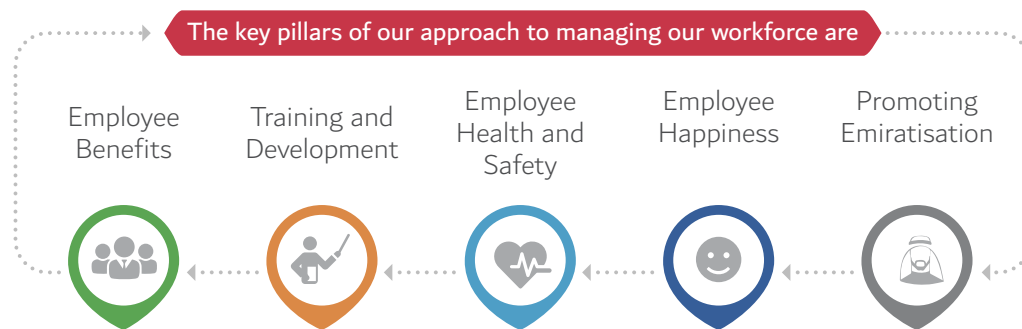 The key pillars of our approach to managing our workforce are
Employee
Benefits
Training and
Development
Employee
Health and
Safety
Employee
Happiness
Promoting
Emiratisation